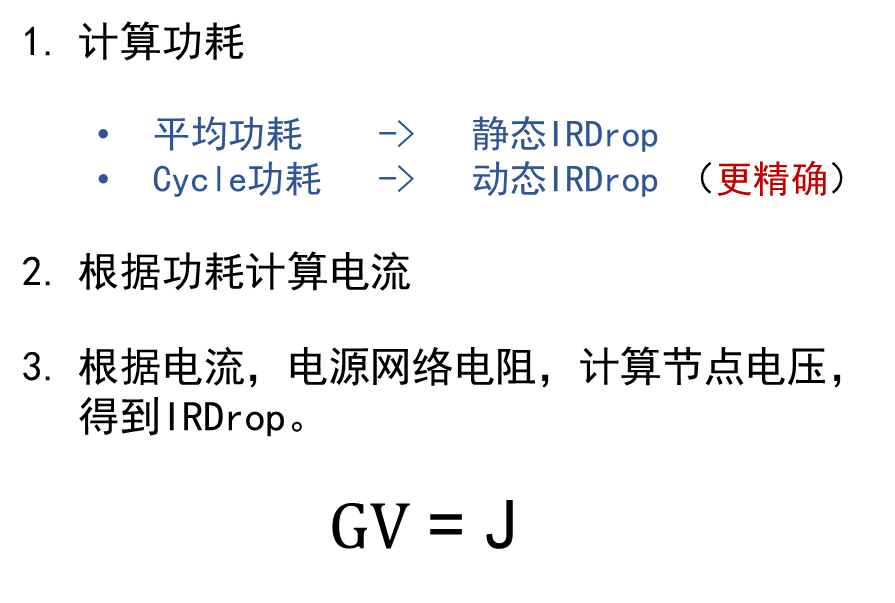 1. 计算功耗
• 平均功耗 -> 静态IRDrop
• Cycle功耗 -> 动态IRDrop （更精确）
2. 根据功耗计算电流
3. 根据电流，电源网络电阻，计算节点电压，
得到IRDrop。
GV = J